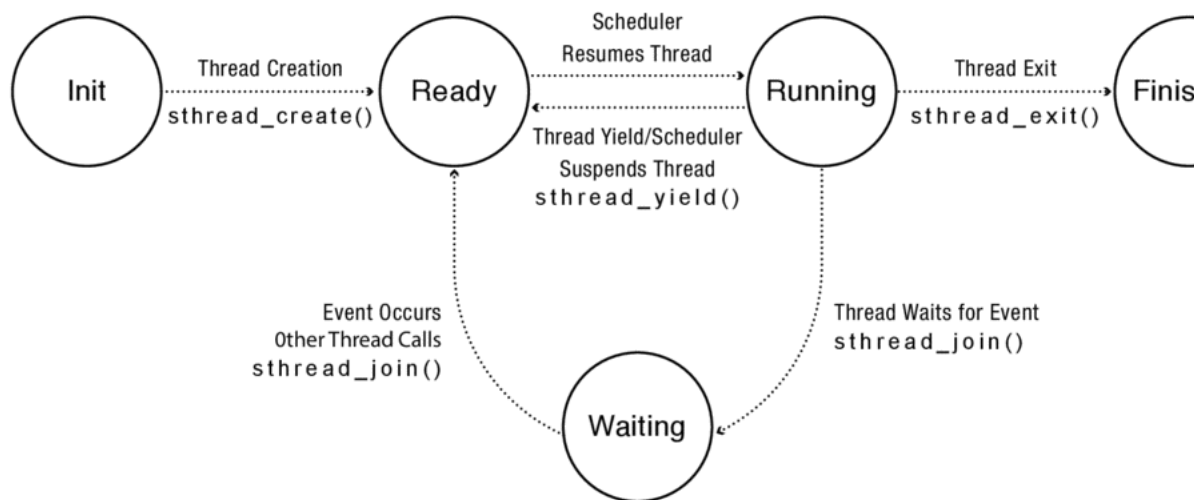 Init
Thread Creation
sthread_create()
Ready
Scheduler
Resumes Thread
Thread Yield/Scheduler
Suspends Thread
sthread_yield()
Running
Thread Exit
sthread_exit()
Finis
Event Occurs
Other Thread Calls
sthread_join()
Waiting
Thread Waits for Event
sthread_join()